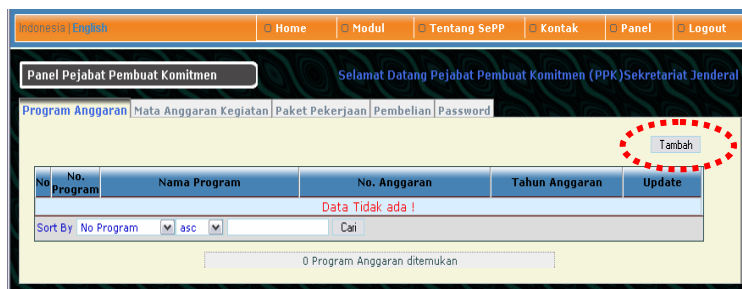 Indonesia | English Home Modul Tentang SePP Kontak Panel Logout
Panel Pejabat Pembuat Komitmen Selamat Datang Pejabat Pembuat Komitmen (PPK)Sekretariat Jenderal
Program Anggaran Mata Anggaran Kegiatan Paket Pekerjaan Pembelian Password
Tambah
No No. Program Nama Program No. Anggaran Tahun Anggaran Update
Data Tidak ada !
Sort By No Program asc Cari
0 Program Anggaran ditemukan